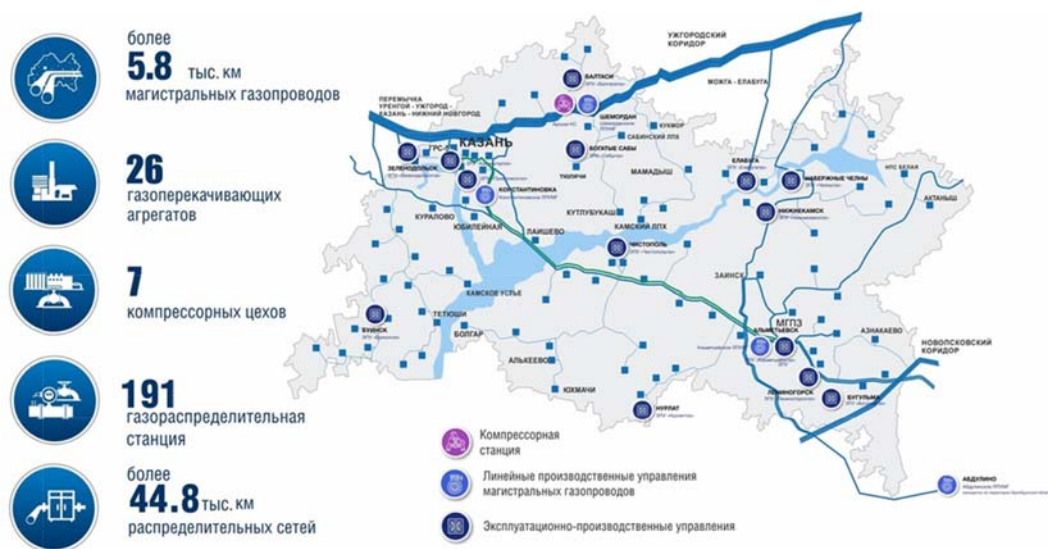 более
5.8 тыс. км
магистральных газопроводов
26
газоперекачивающих
агрегатов
7
компрессорных цехов
191
газораспределительная
станция
более
44.8 тыс. км
распределительных сетей
УЖГОРОДСКИЙ
КОРИДОР
МОЖГА - ЕЛАБУГА
ПЕРЕМЫЧКА
УРЕНГОЙ - УЖГОРОД -
КАЗАНЬ - НИЖНИЙ НОВГОРОД
БАЛТАСИ
ШЕМОРДАН
КУКМОР
САБИНСКИЙ ЛПХ
КАЗАНЬ
БОГАТЫЕ САБЫ
ЗЕЛЕНОДОЛЬСК
ТЮЛЯЧИ
МАМАДЫШ
ЕЛАБУГА
НАБЕРЕЖНЫЕ ЧЕЛНЫ
НПС БЕЛАЯ
АКТАНЫШ
КОНСТАНТИНОВКА
НИЖНЕКАМСК
КУРАЛОВО
ЮБИЛЕЙНАЯ
КУТЛУБУКАШ
КАМСКИЙ ЛПХ
ЛАИШЕВО
ЧИСТОПОЛЬ
ЗАИНСК
КАМСКОЕ УСТЬЕ
ТЕТЮШИ
БУИНСК
БОЛГАР
МГПЗ
АЛЬМЕТЬЕВСК
АЗНАКАЕВО
НОВОПСКОВСКИЙ
КОРИДОР
АЛЬКЕЕВО
ЛЕНИНОГОРСК
БУГУЛЬМА
ЮХМАЧИ
НУРЛАТ
АБДУЛИНО
Компрессорная
станция
Линейные производственные управления
магистральных газопроводов
Эксплуатационно-производственные управления